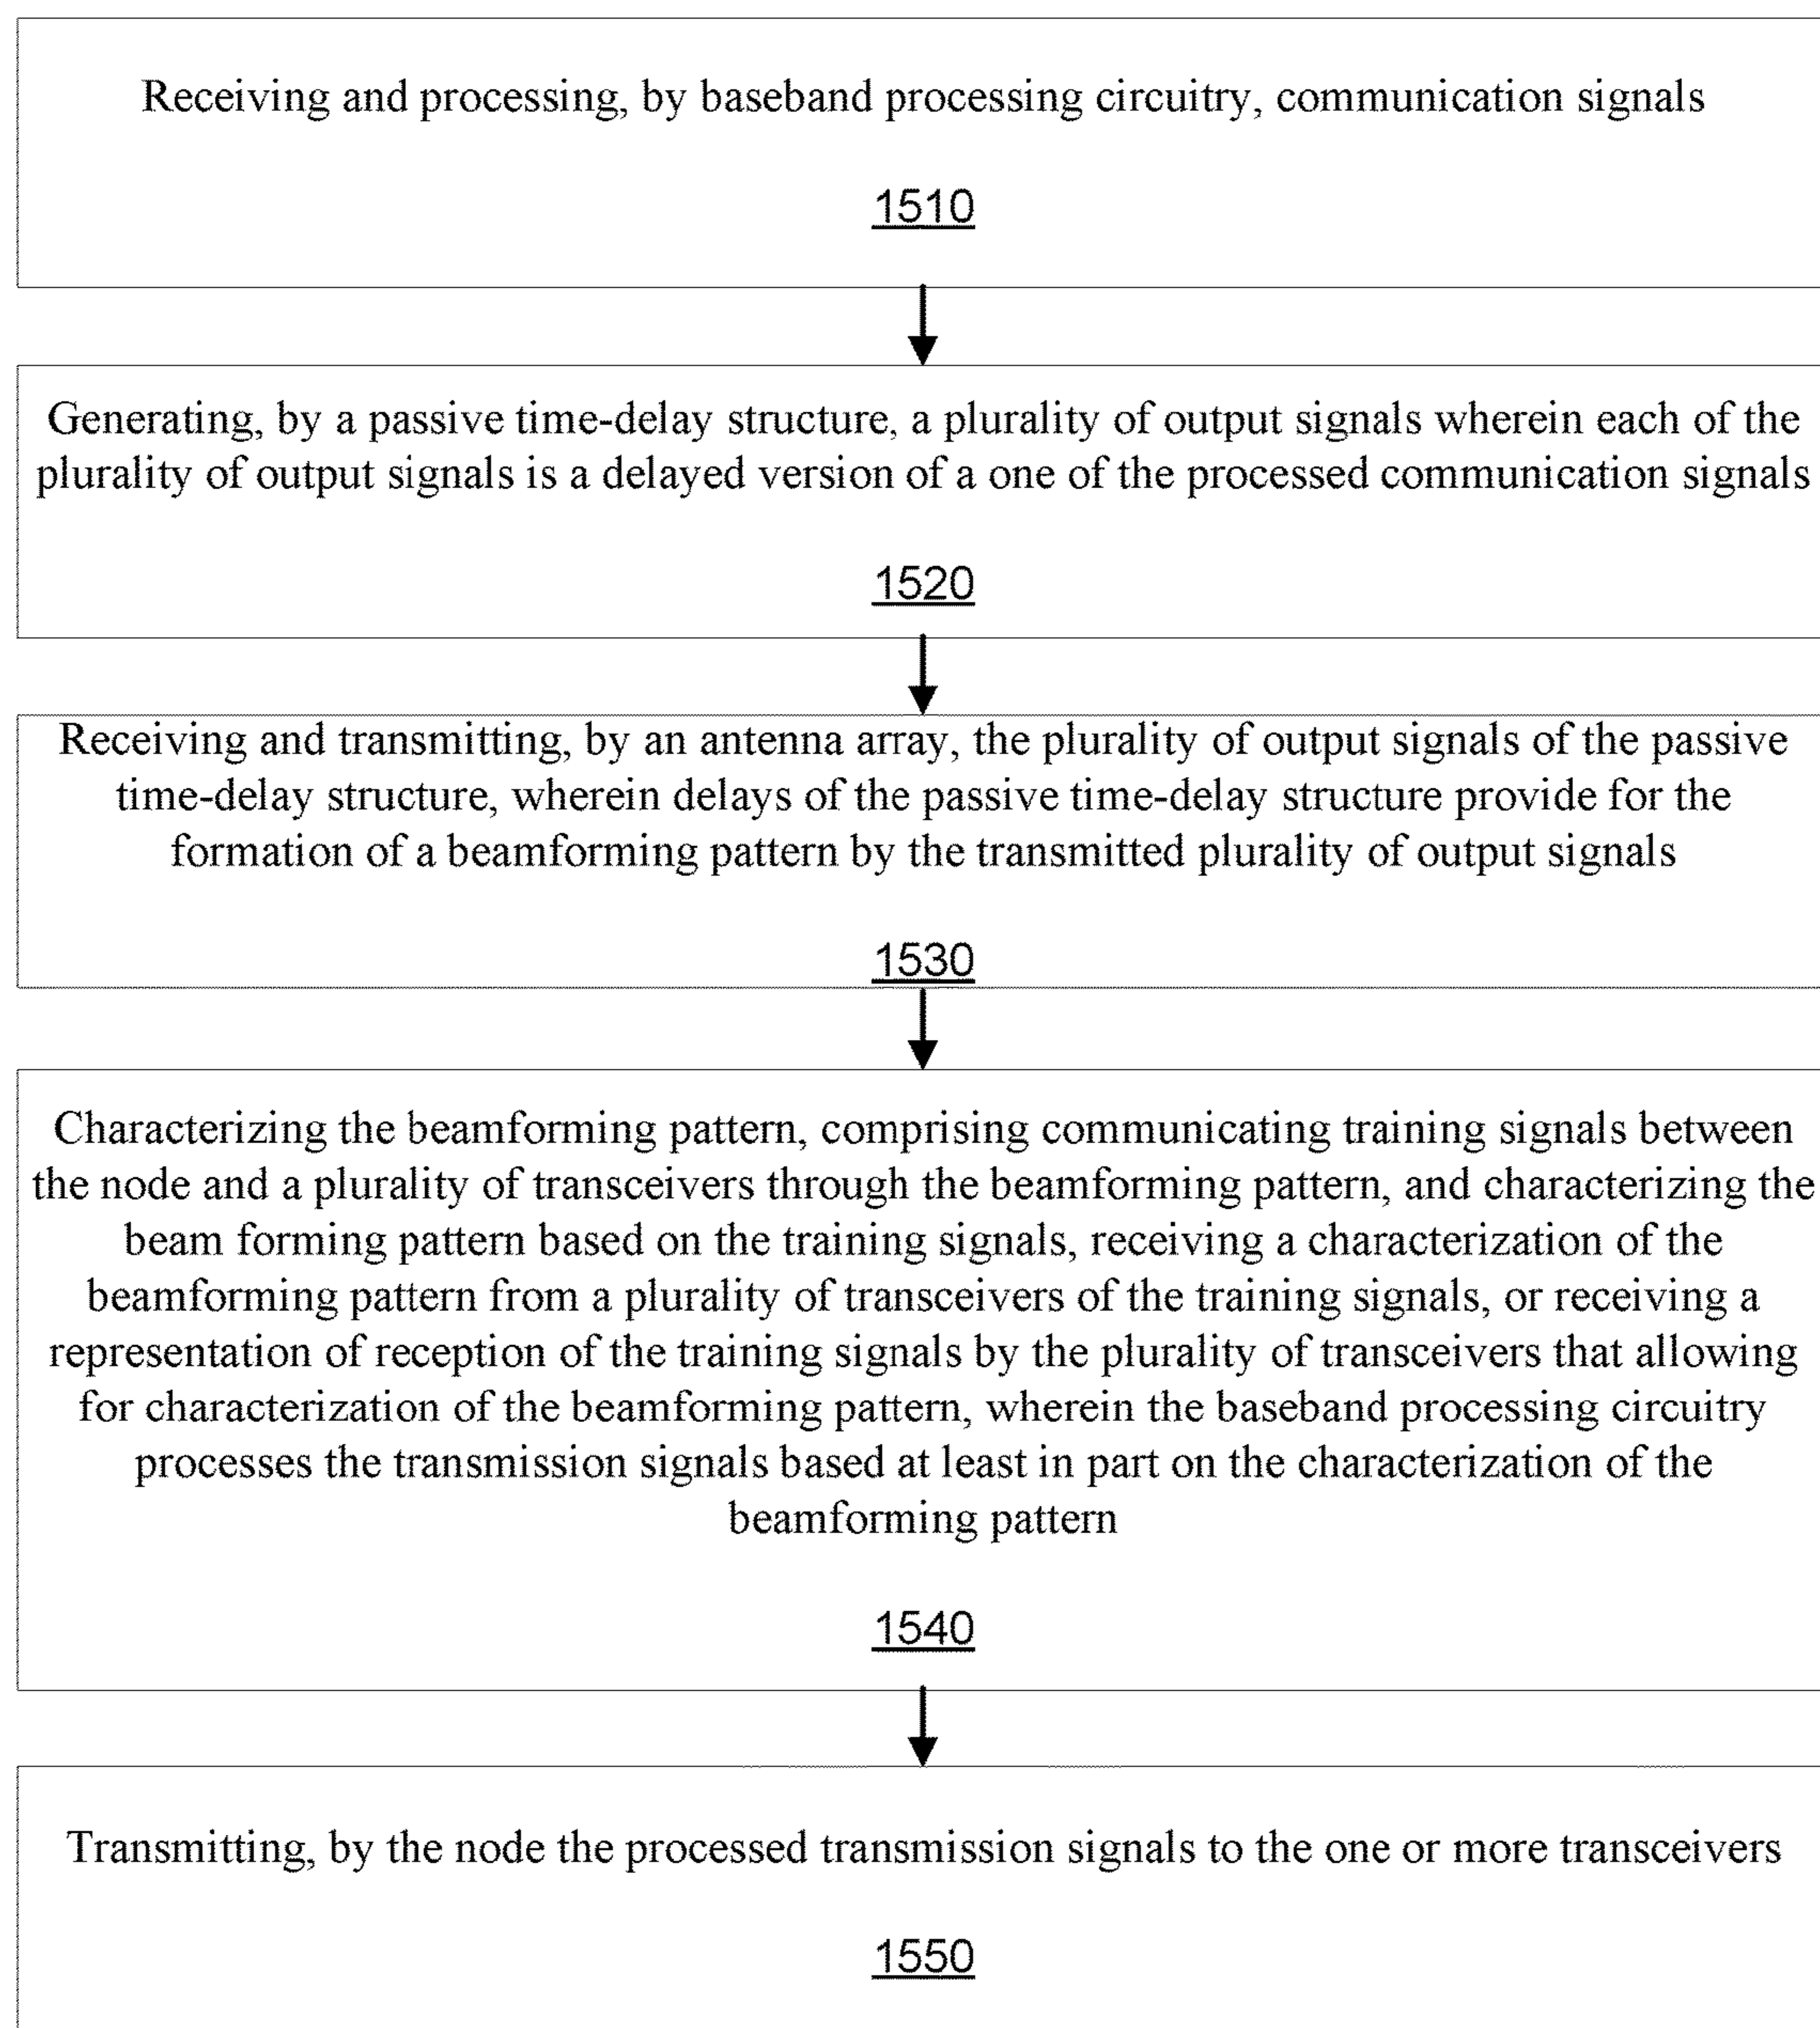 Receiving and processing, by baseband processing circuitry, communication signals
1510
Generating, by a passive time-delay structure, a plurality of output signals wherein each of the
plurality of output signals is a delayed version of a one of the processed communication signals
1520
Receiving and transmitting, by an antenna array, the plurality of output signals of the passive
time-delay structure, wherein delays of the passive time-delay structure provide for the
formation of a beamforming pattern by the transmitted plurality of output signals
1530
Characterizing the beamforming pattern, comprising communicating training signals between
the node and a plurality of transceivers through the beamforming pattern, and characterizing the
beam forming pattern based on the training signals, receiving a characterization of the
beamforming pattern from a plurality of transceivers of the training signals, or receiving a
representation of reception of the training signals by the plurality of transceivers that allowing
for characterization of the beamforming pattern, wherein the baseband processing circuitry
processes the transmission signals based at least in part on the characterization of the
beamforming pattern
1540
Transmitting, by the node the processed transmission signals to the one or more transceivers
1550